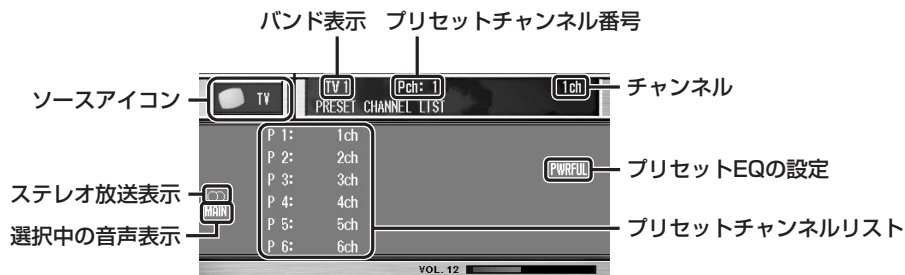 バンド表示 プリセットチャンネル番号
ソースアイコン
TV
TV 1
Pch: 1
1ch
チャンネル
PRESET CHANNEL LIST
P 1: 1ch
P 2: 2ch
P 3: 3ch
P 4: 4ch
P 5: 5ch
P 6: 6ch
PWRFUL
プリセットEQの設定
ステレオ放送表示
MAIN
選択中の音声表示
プリセットチャンネルリスト
VOL. 12